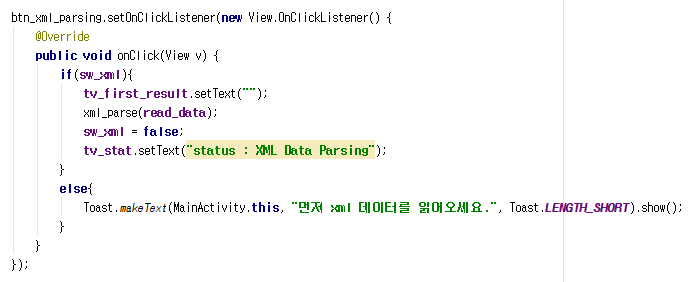 btn_xml_parsing.setOnClickListener(new View.OnClickListener() {
    @Override
    public void onClick(View v) {
        if(sw_xml){
            tv_first_result.setText("");
            xml_parse(read_data);
            sw_xml = false;
            tv_stat.setText("status : XML Data Parsing");
        }
        else{
            Toast.makeText(MainActivity.this, "먼저 xml 데이터를 읽어오세요.", Toast.LENGTH_SHORT).show();
        }
    }
});